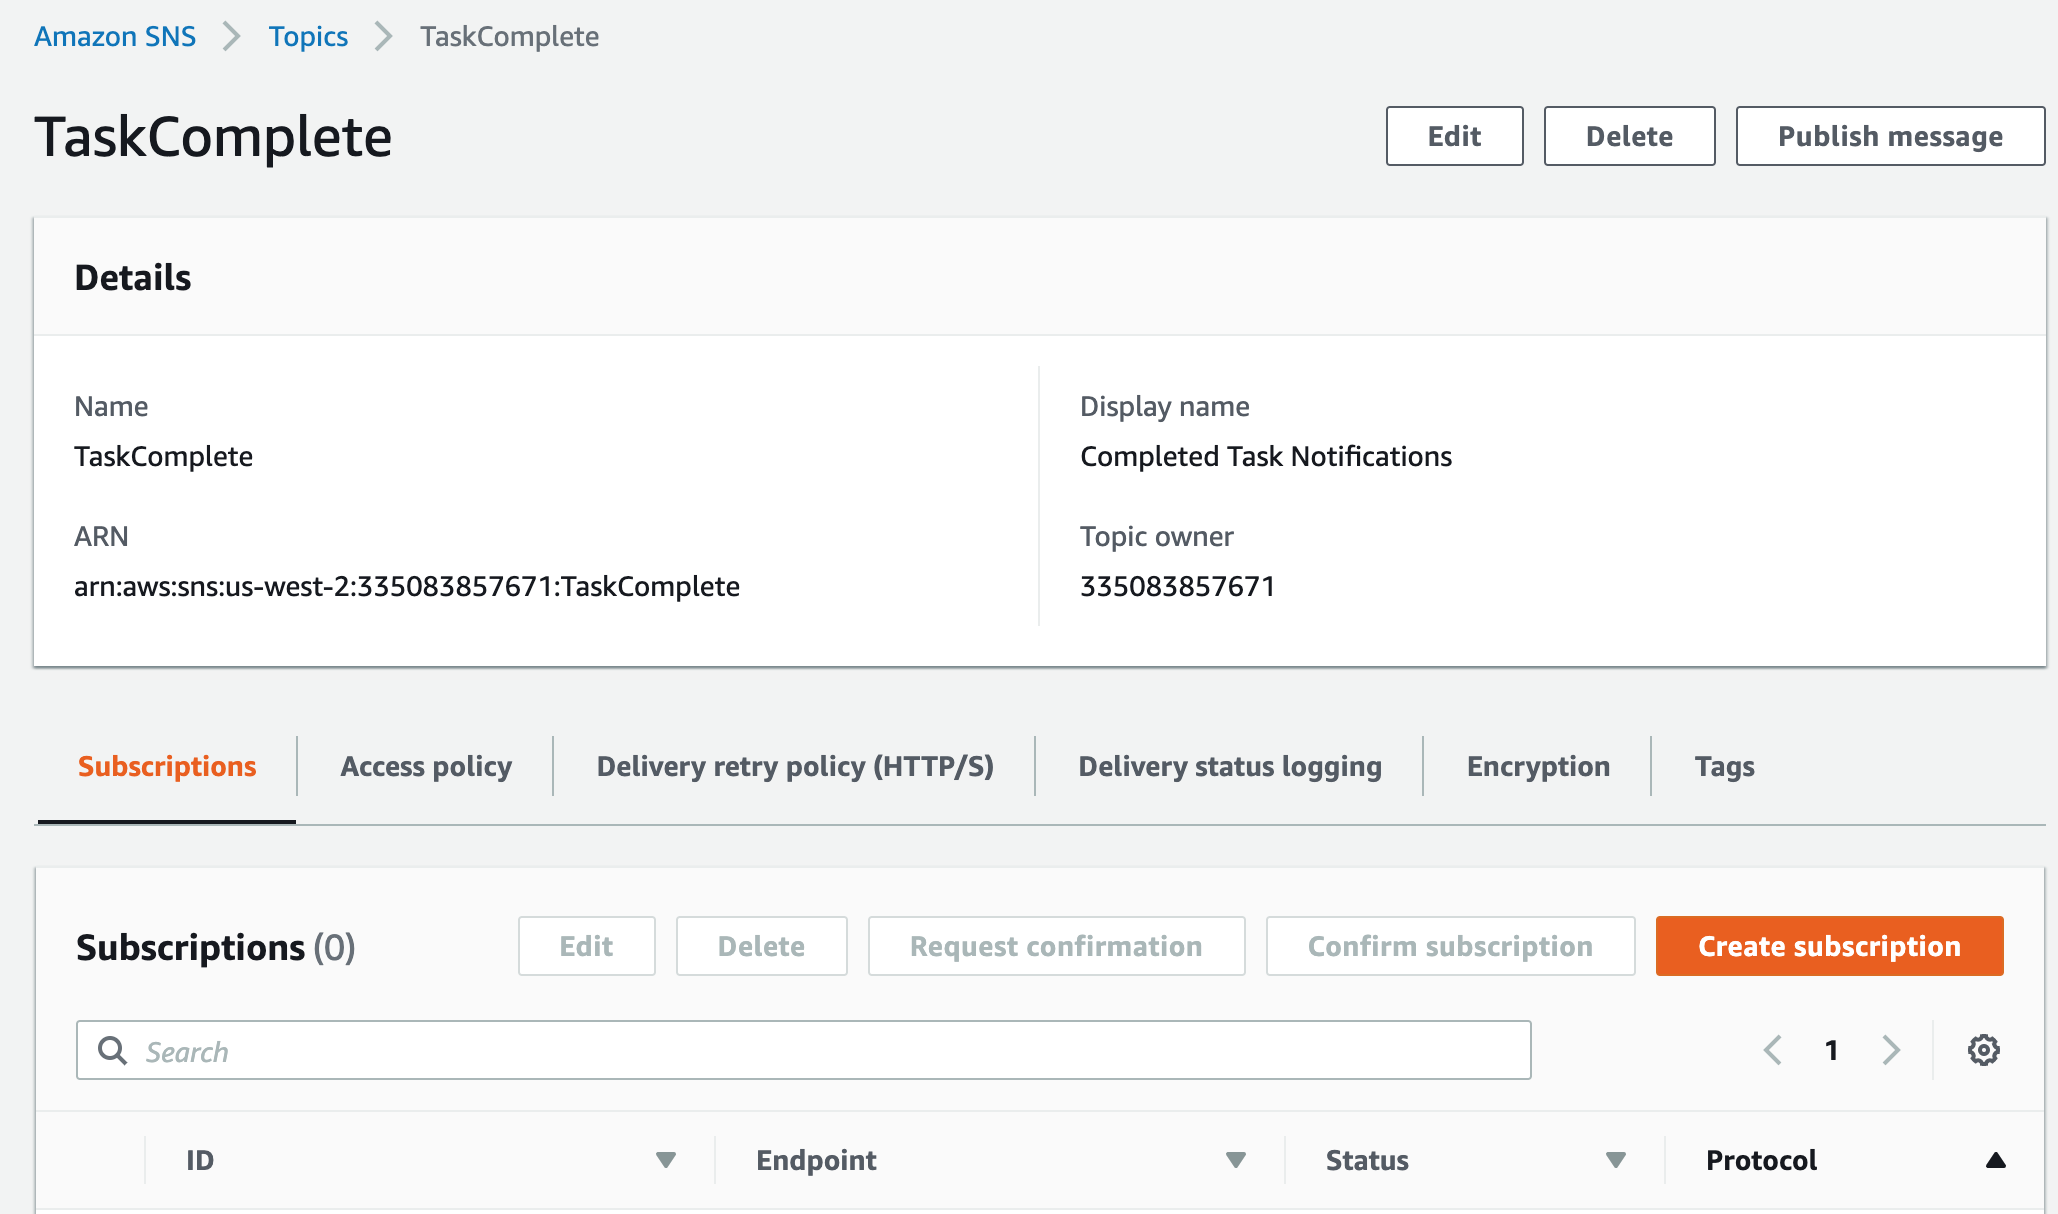 Amazon SNS Topics TaskComplete
TaskComplete
Edit Delete Publish message
Details
Name
TaskComplete
ARN
arn:aws:sns:us-west-2:335083857671:TaskComplete
Display name
Completed Task Notifications
Topic owner
335083857671
Subscriptions Access policy Delivery retry policy (HTTP/S) Delivery status logging Encryption Tags
Subscriptions (0) Edit Delete Request confirmation Confirm subscription Create subscription
Search 1
ID Endpoint Status Protocol